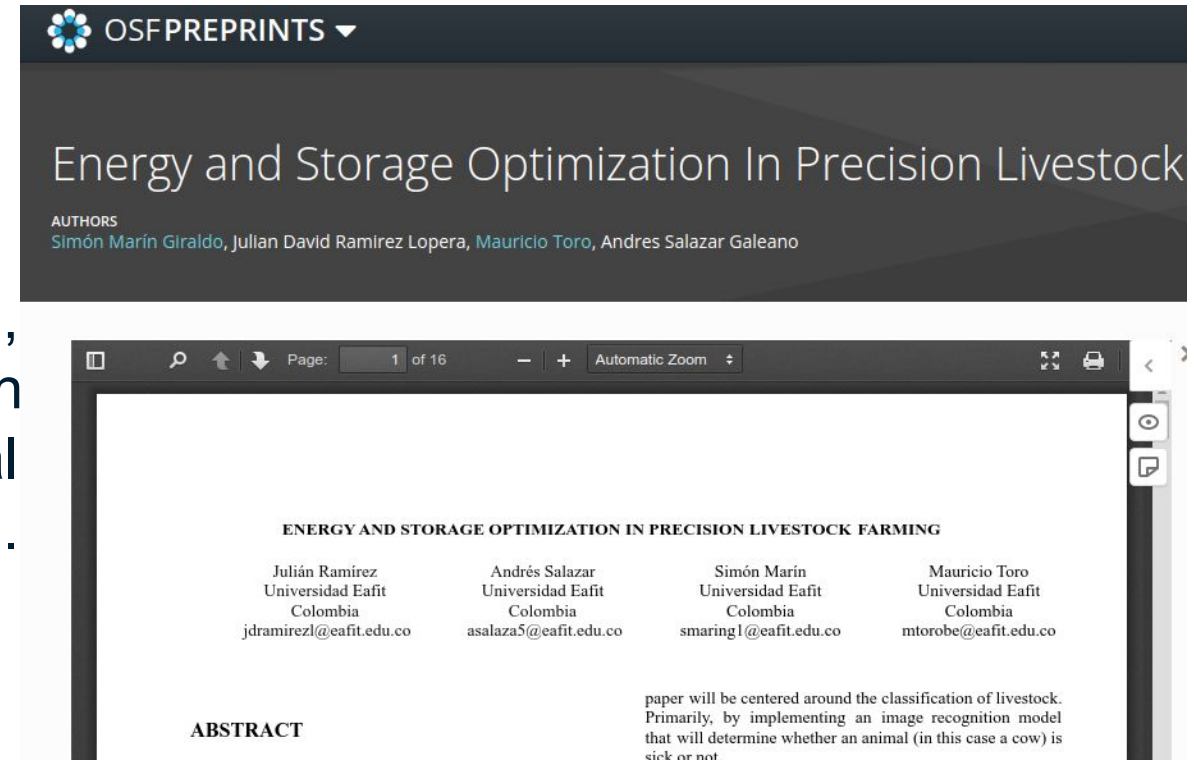 OSFPREPRINTS
Energy and Storage Optimization In Precision Livestock
AUTHORS
Simón Marín Giraldo, Julian David Ramirez Lopera, Mauricio Toro, Andres Salazar Galeano
,
n
al
.
Page: 1 of 16
Automatic Zoom
ENERGY AND STORAGE OPTIMIZATION IN PRECISION LIVESTOCK FARMING
Julián Ramírez Andrés Salazar Simón Marín Mauricio Toro
Universidad Eafit Universidad Eafit Universidad Eafit Universidad Eafit
Colombia Colombia Colombia Colombia
jdramirezl@eafit.edu.co asalaza5@eafit.edu.co smaring1@eafit.edu.co mtorobe@eafit.edu.co
ABSTRACT
paper will be centered around the classification of livestock.
Primarily, by implementing an image recognition model
that will determine whether an animal (in this case a cow) is
sick or not.